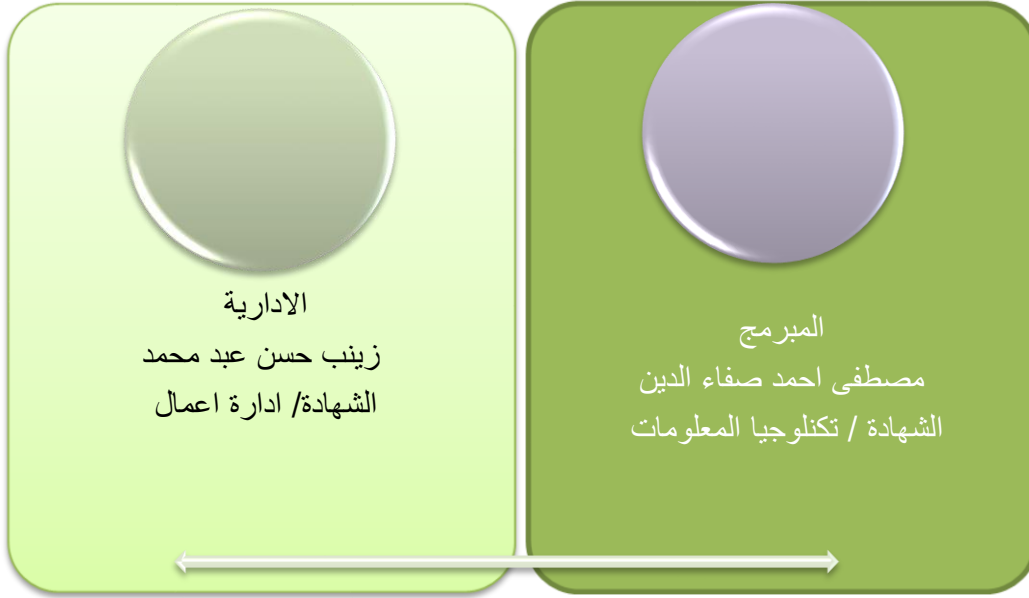 المبرمج
مصطفى احمد صفاء الدين
الشهادة / تكنلوجيا المعلومات
الادارية
زينب حسن عبد محمد
الشهادة/ ادارة اعمال